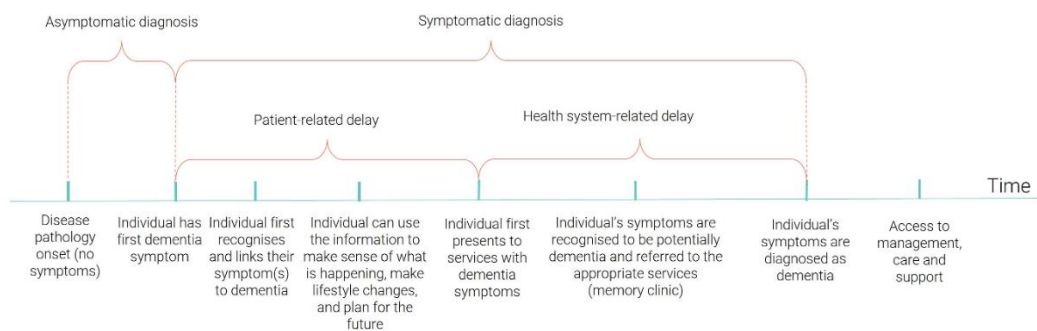 Asymptomatic diagnosis
Symptomatic diagnosis
Patient-related delay
Health system-related delay
Time
Disease
pathology
onset (no
symptoms)
Individual has
first dementia
symptom
Individual first
recognises
and links their
symptom(s)
to dementia
Individual can use
the information to
make sense of what
is happening, make
lifestyle changes,
and plan for the
future
Individual first
presents to
services with
dementia
symptoms
Individual's symptoms are
recognised to be potentially
dementia and referred to the
appropriate services
(memory clinic)
Individual's
symptoms are
diagnosed as
dementia
Access to
management,
care and
support